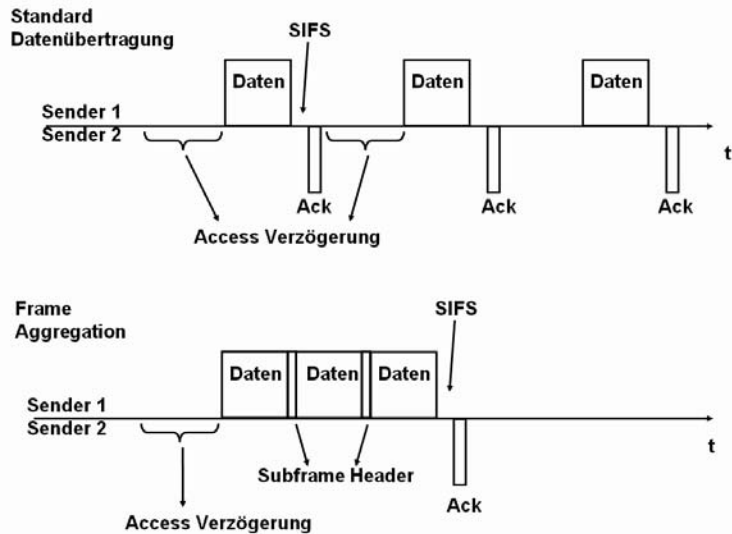 Standard
Datenübertragung
SIFS
Daten
Daten
Daten
Sender 1
Sender 2
t
Ack
Ack
Ack
Access Verzögerung
Frame
Aggregation
SIFS
Daten
Daten
Daten
Sender 1
Sender 2
t
Subframe Header
Ack
Access Verzögerung